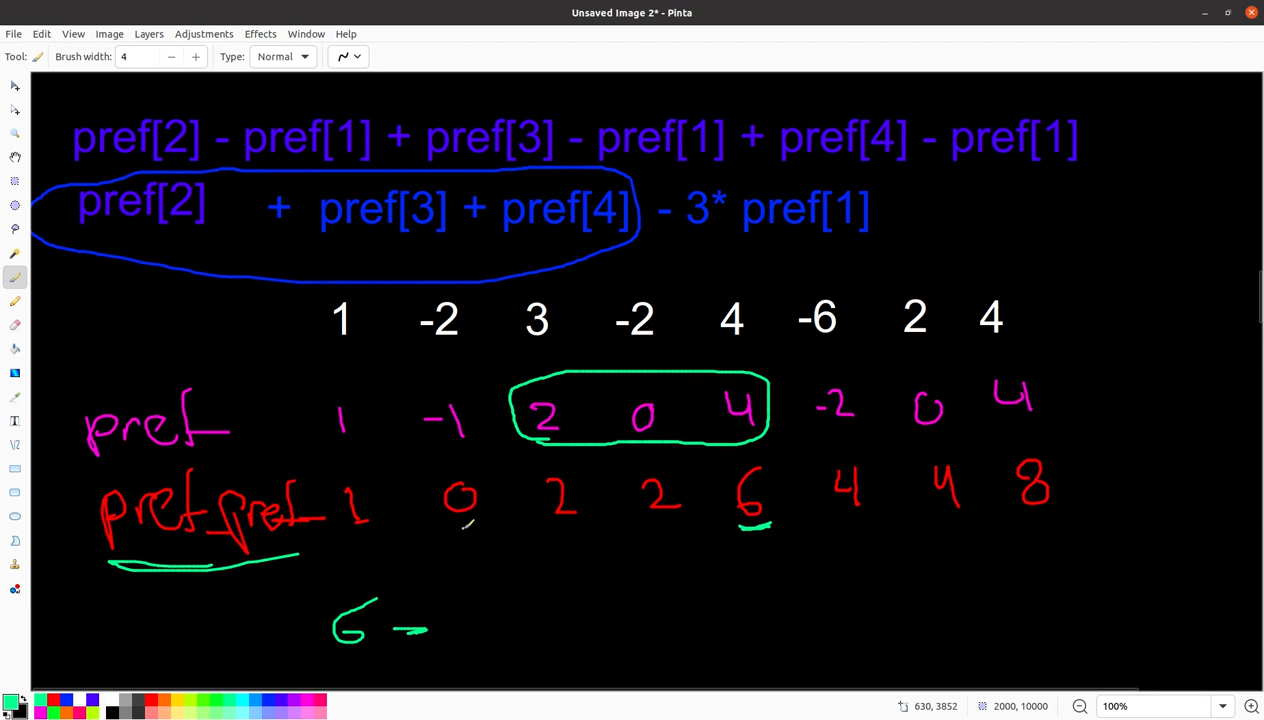 Unsaved Image 2* - Pinta
File Edit View Image Layers Adjustments Effects Window Help
Tool: Brush width: 4 Type: Normal
pref[2] - pref[1] + pref[3] - pref[1] + pref[4] - pref[1]
pref[2] + pref[3] + pref[4] - 3* pref[1]
1 -2 3 -2 4 -6 2 4
pref 1 -1 2 0 4 -2 0 4
pref_pref 1 0 2 2 6 4 4 8
6 -
630, 3852 2000, 10000 100%